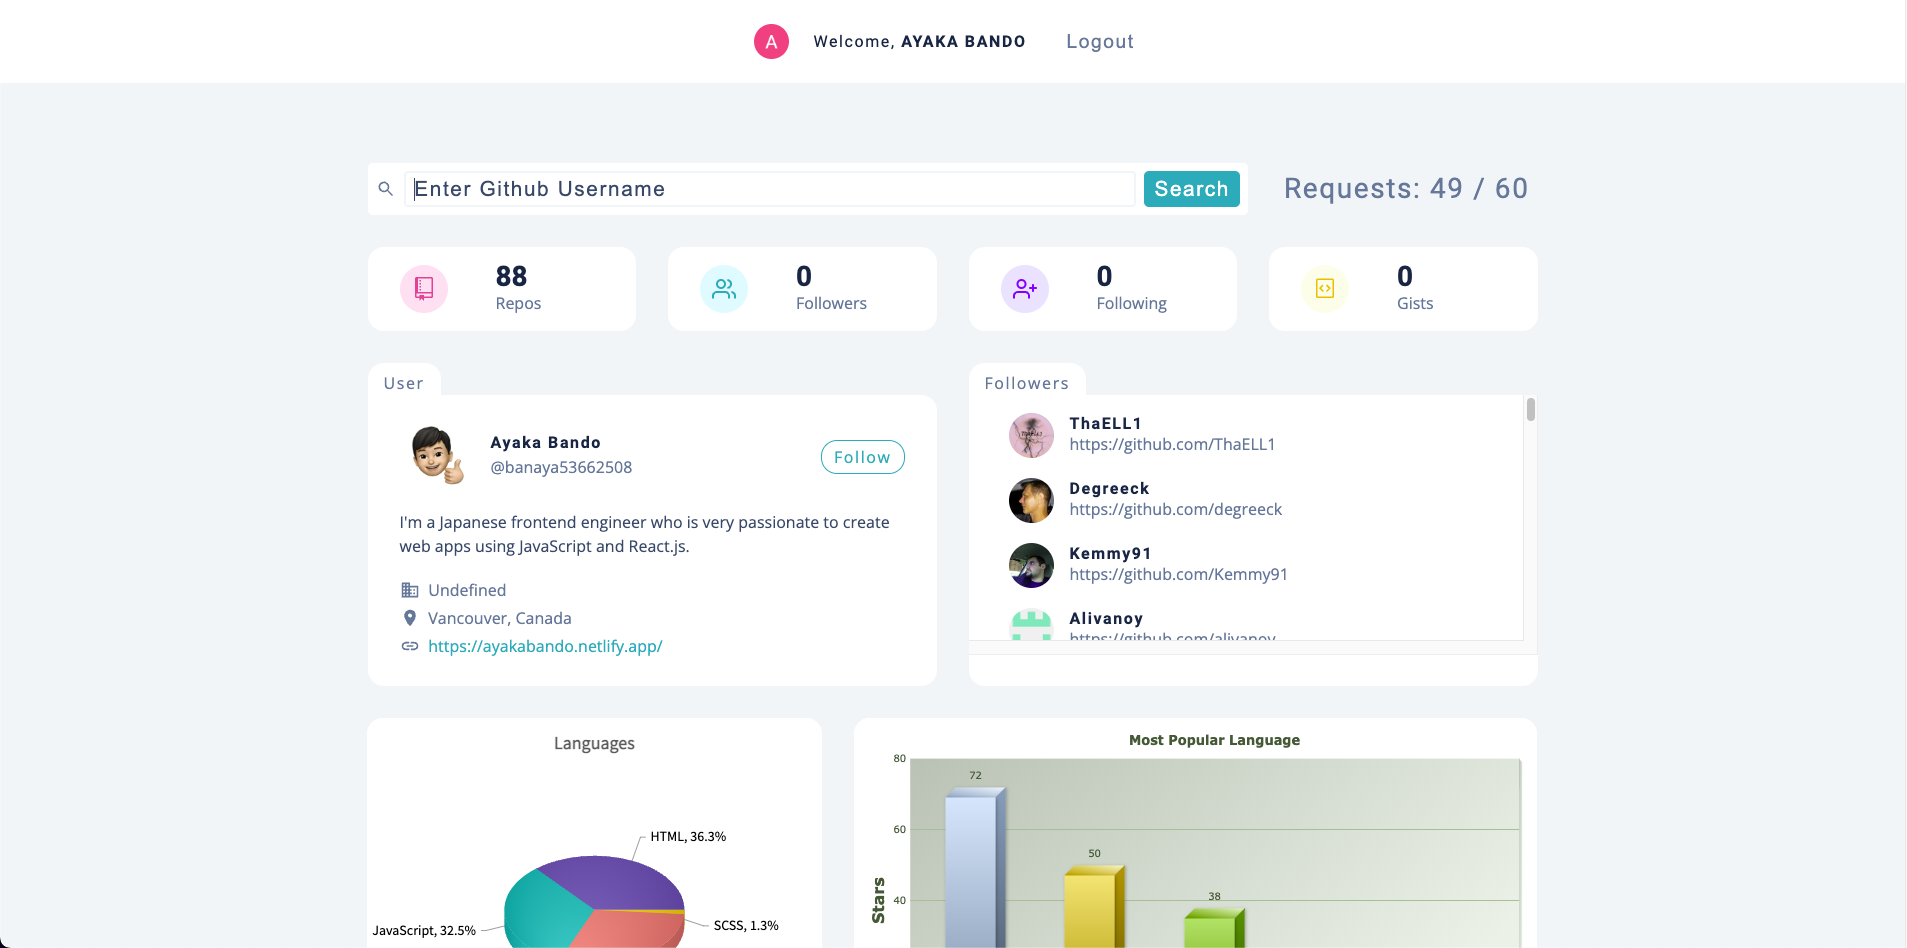 A
Welcome, AYAKA BANDO
Logout
Enter Github Username
Search
Requests: 49 / 60
88
Repos
0
Followers
0
Following
0
Gists
User
Ayaka Bando
@banaya53662508
Follow
I'm a Japanese frontend engineer who is very passionate to create
web apps using JavaScript and React.js.
Undefined
Vancouver, Canada
https://ayakabando.netlify.app/
Followers
ThaELL1
https://github.com/ThaELL1
Degreeck
https://github.com/degreeck
Kemmy91
https://github.com/Kemmy91
Alivanoy
https://github.com/alivanoy
Languages
HTML, 36.3%
SCSS, 1.3%
JavaScript, 32.5%
Most Popular Language
Stars
80
60
40
72
50
38